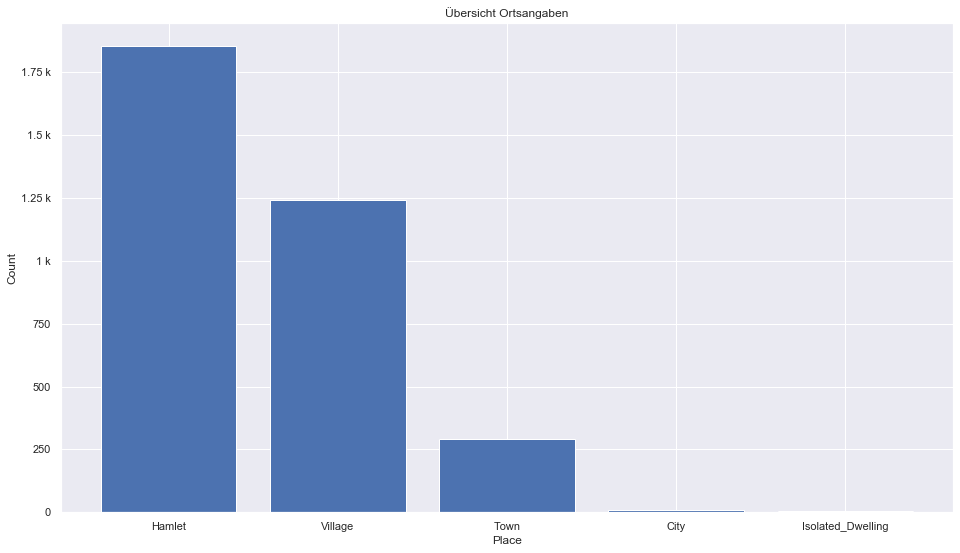 Übersicht Ortsangaben
1.75 k
1.5 k
1.25 k
1 k
750
500
250
0
Count
Hamlet
Village
Town
City
Isolated_Dwelling
Place